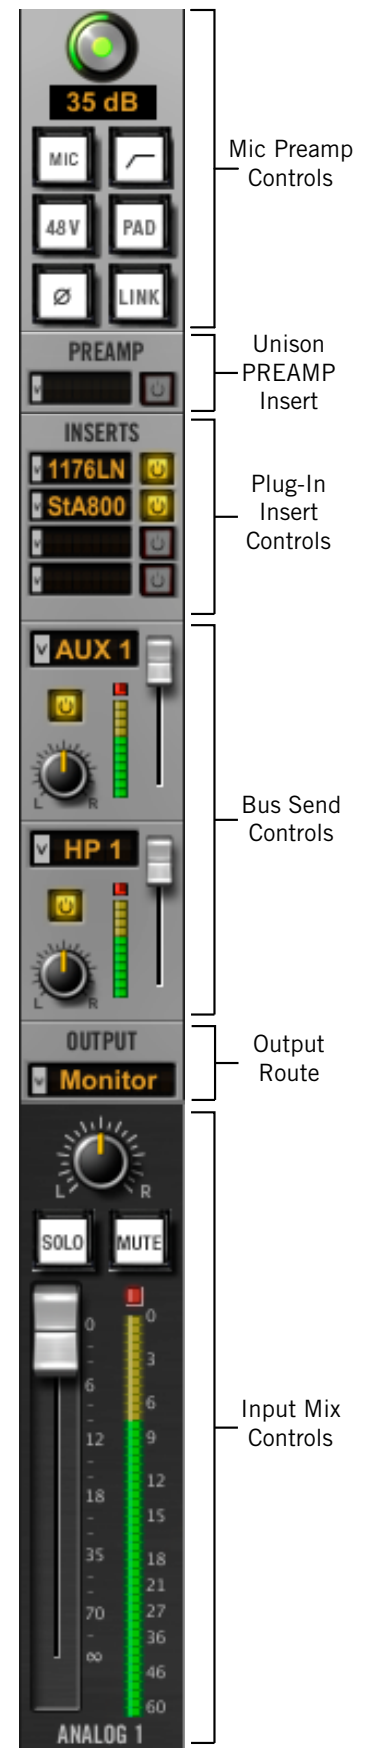 35 dB
MIC
48V PAD
Ø LINK
Mic Preamp
Controls
PREAMP
Unison
PREAMP
Insert
INSERTS
1176LN
StA800
Plug-In
Insert
Controls
AUX 1
L R
HP 1
L R
Bus Send
Controls
OUTPUT
Monitor
Output
Route
L R
SOLO MUTE
0
6
12
18
35
70
∞
0
3
6
9
12
15
18
21
27
36
46
60
Input Mix
Controls
ANALOG 1